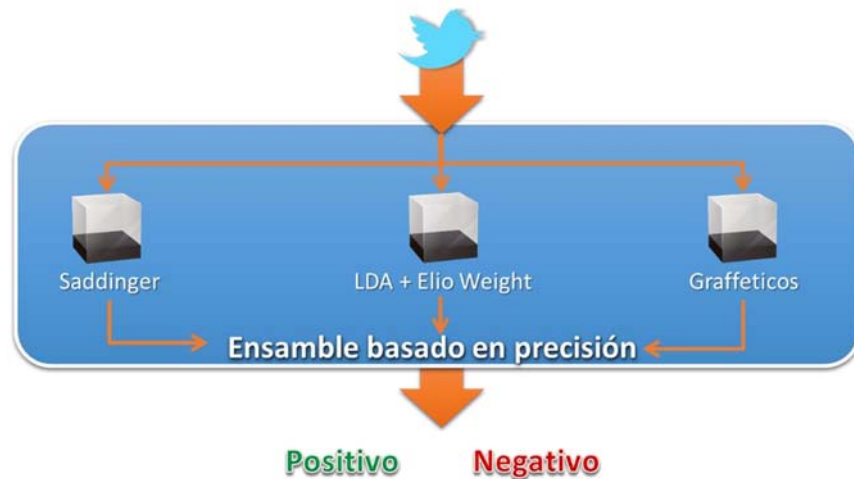 Saddinger
LDA + Elio Weight
Graffeticos
Ensamble basado en precisión
Positivo
Negativo